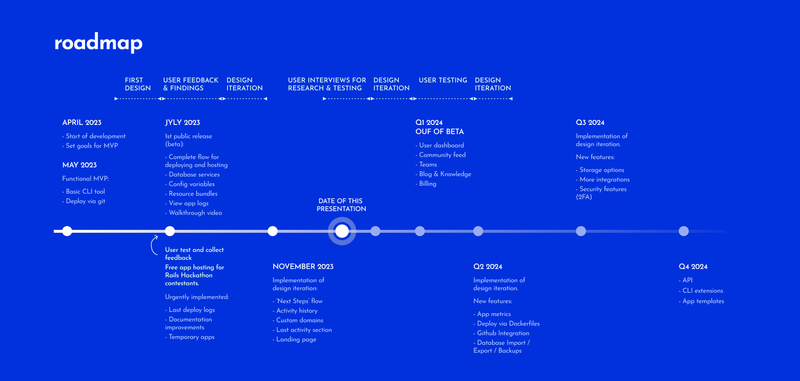 roadmap
FIRST
DESIGN
USER FEEDBACK
& FINDINGS
DESIGN
ITERATION
USER INTERVIEWS FOR
RESEARCH & TESTING
DESIGN
ITERATION
USER TESTING
DESIGN
ITERATION
APRIL 2023
- Start of development
- Set goals for MVP
MAY 2023
Functional MVP:
- Basic CLI tool
- Deploy via git
JYLY 2023
1st public release
(beta):
- Complete flow for
deploying and hosting
- Database services
- Config variables
- Resource bundles
- View app logs
- Walkthrough video
DATE OF THIS
PRESENTATION
Q1 2024
OUF OF BETA
- User dashboard
- Community feed
- Teams
- Blog & Knowledge
- Billing
Q3 2024
Implementation of
design iteration.
New features:
- Storage options
- More integrations
- Security features
(2FA)
User test and collect
feedback
Free app hosting for
Rails Hackathon
contestants.
Urgently implemented:
- Last deploy logs
- Documentation
improvements
- Temporary apps
NOVEMBER 2023
Implementation of
design iteration:
- 'Next Steps' flow
- Activity history
- Custom domains
- Last activity section
- Landing page
Q2 2024
Implementation of
design iteration.
New features:
- App metrics
- Deploy via Dockerfiles
- Github Integration
- Database Import /
Export / Backups
Q4 2024
- API
- CLI extensions
- App templates